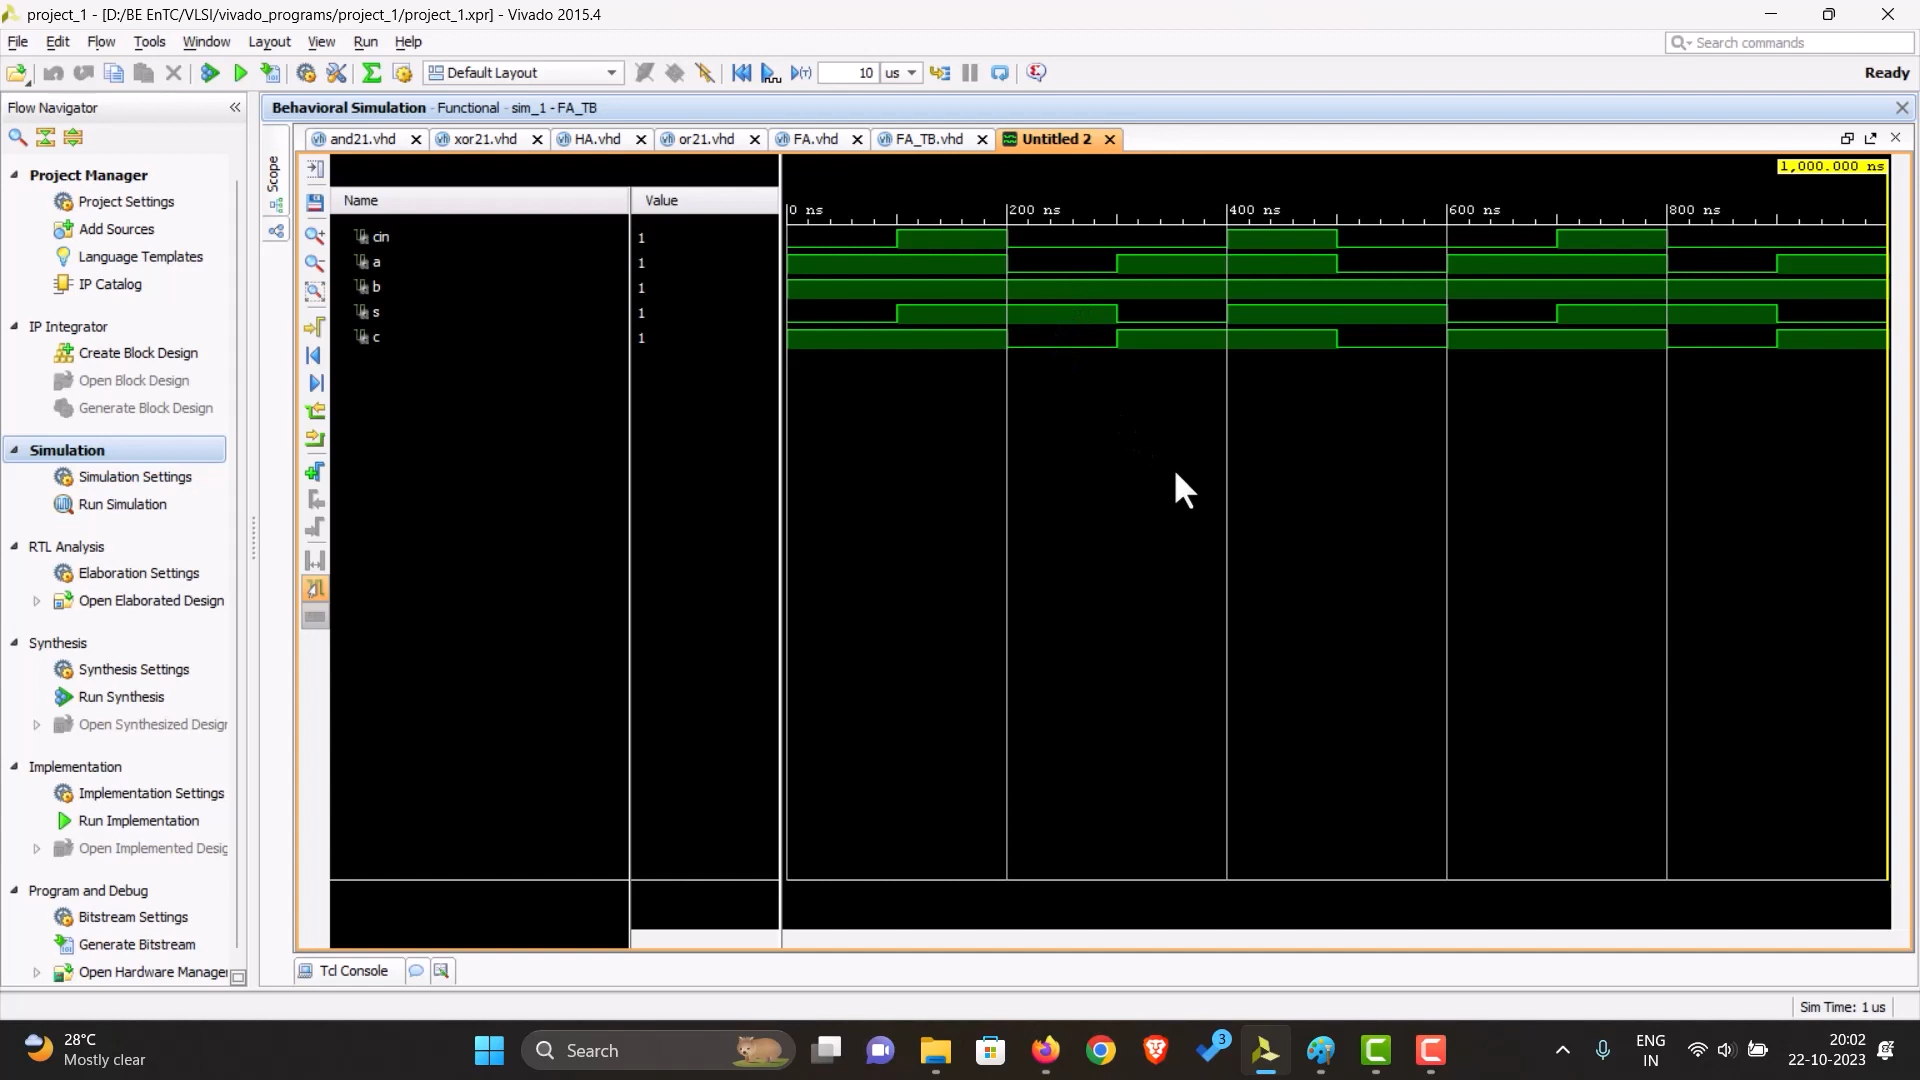 project_1 - [D:/BE EnTC/VLSI/vivado_programs/project_1/project_1.xpr] - Vivado 2015.4
File Edit Flow Tools Window Layout View Run Help
Search commands
Default Layout
10 us
Ready
Flow Navigator
Behavioral Simulation - Functional - sim_1 - FA_TB
and21.vhd xor21.vhd HA.vhd or21.vhd FA.vhd FA_TB.vhd Untitled 2
Scope
Project Manager
Project Settings
Add Sources
Language Templates
IP Catalog
IP Integrator
Create Block Design
Open Block Design
Generate Block Design
Simulation
Simulation Settings
Run Simulation
RTL Analysis
Elaboration Settings
Open Elaborated Design
Synthesis
Synthesis Settings
Run Synthesis
Open Synthesized Desigr
Implementation
Implementation Settings
Run Implementation
Open Implemented Desig
Program and Debug
Bitstream Settings
Generate Bitstream
Open Hardware Manage
1,000.000 ns
Name Value
0 ns 200 ns 400 ns 600 ns 800 ns
cin 1
a 1
b 1
s 1
c 1
Tcl Console
Sim Time: 1 us
28°C
Mostly clear
Search
3
ENG
IN
20:02
22-10-2023